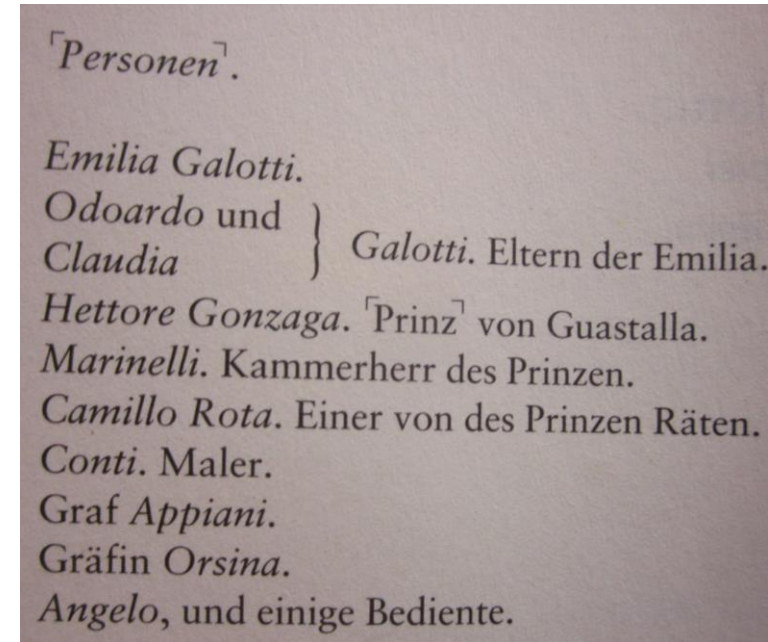 ⌜Personen⌝.
Emilia Galotti.
Odoardo und
Claudia } Galotti. Eltern der Emilia.
Hettore Gonzaga. ⌜Prinz⌝ von Guastalla.
Marinelli. Kammerherr des Prinzen.
Camillo Rota. Einer von des Prinzen Räten.
Conti. Maler.
Graf Appiani.
Gräfin Orsina.
Angelo, und einige Bediente.